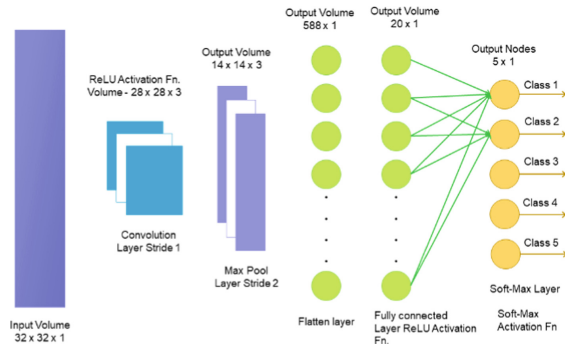 Output Volume
588 x 1
Output Volume
20 x 1
Output Volume
14 x 14 x 3
Output Nodes
5 x 1
ReLU Activation Fn.
Volume - 28 x 28 x 3
Class 1
Class 2
Class 3
Class 4
Class 5
Convolution
Layer Stride 1
Max Pool
Layer Stride 2
Soft-Max Layer
Input Volume
32 x 32 x 1
Flatten layer
Fully connected
Layer ReLU Activation
Fn.
Soft-Max
Activation Fn